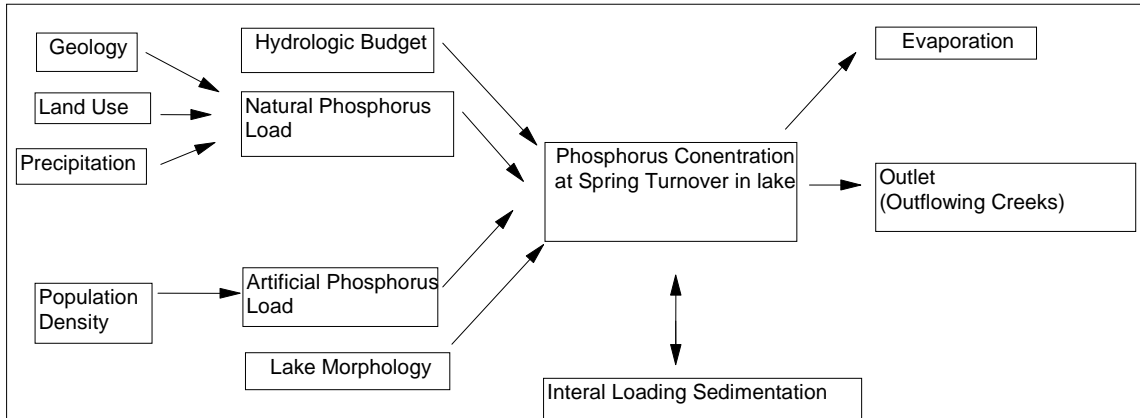 Geology
Land Use
Precipitation
Hydrologic Budget
Natural Phosphorus
Load
Population
Density
Artificial Phosphorus
Load
Lake Morphology
Phosphorus Conentration
at Spring Turnover in lake
Interal Loading Sedimentation
Evaporation
Outlet
(Outflowing Creeks)